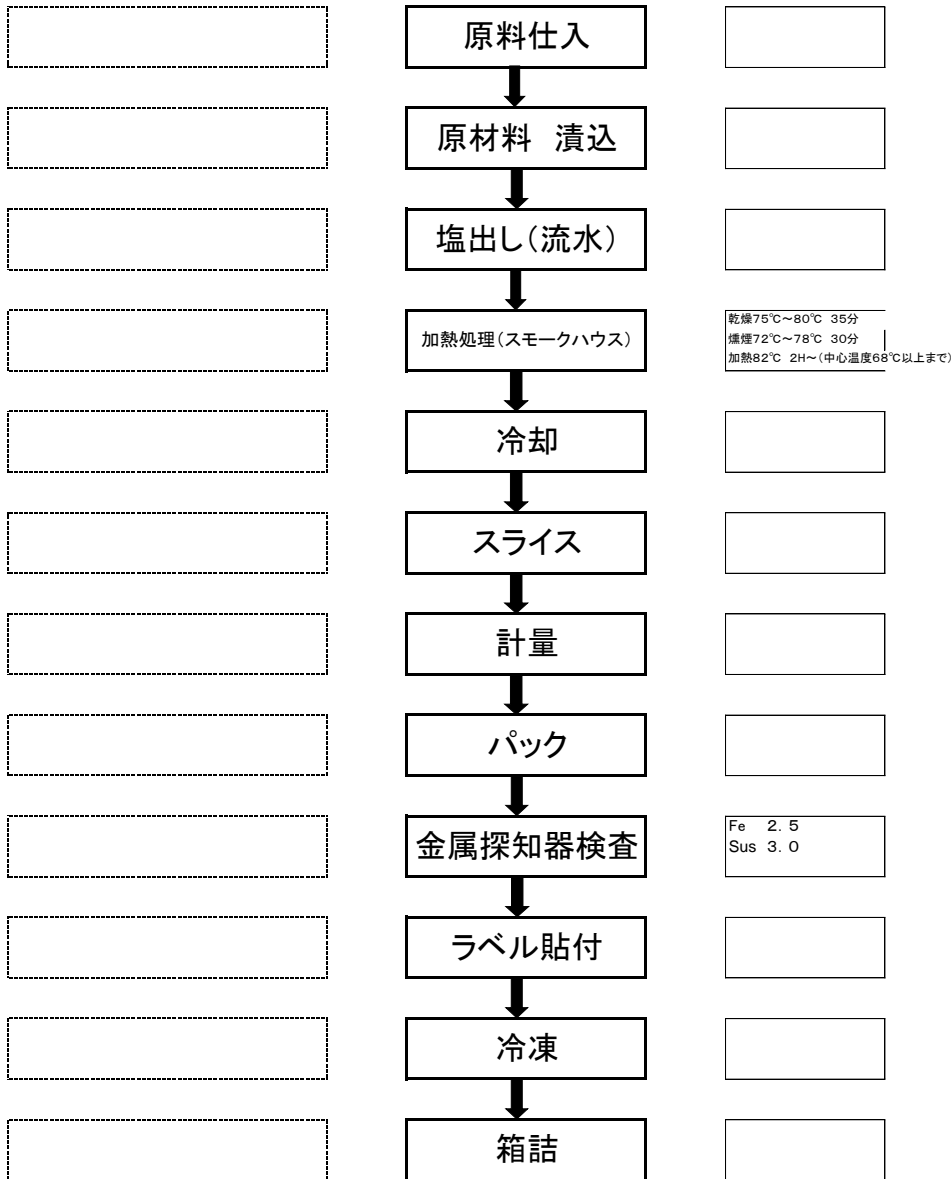 原料仕入
原材料　漬込
塩出し（流水）
加熱処理（スモークハウス）
乾燥75℃～80℃ 35分
燻煙72℃～78℃ 30分
加熱82℃ 2H～（中心温度68℃以上まで）
冷却
スライス
計量
パック
金属探知器検査
Fe　2．5
Sus 3．0
ラベル貼付
冷凍
箱詰